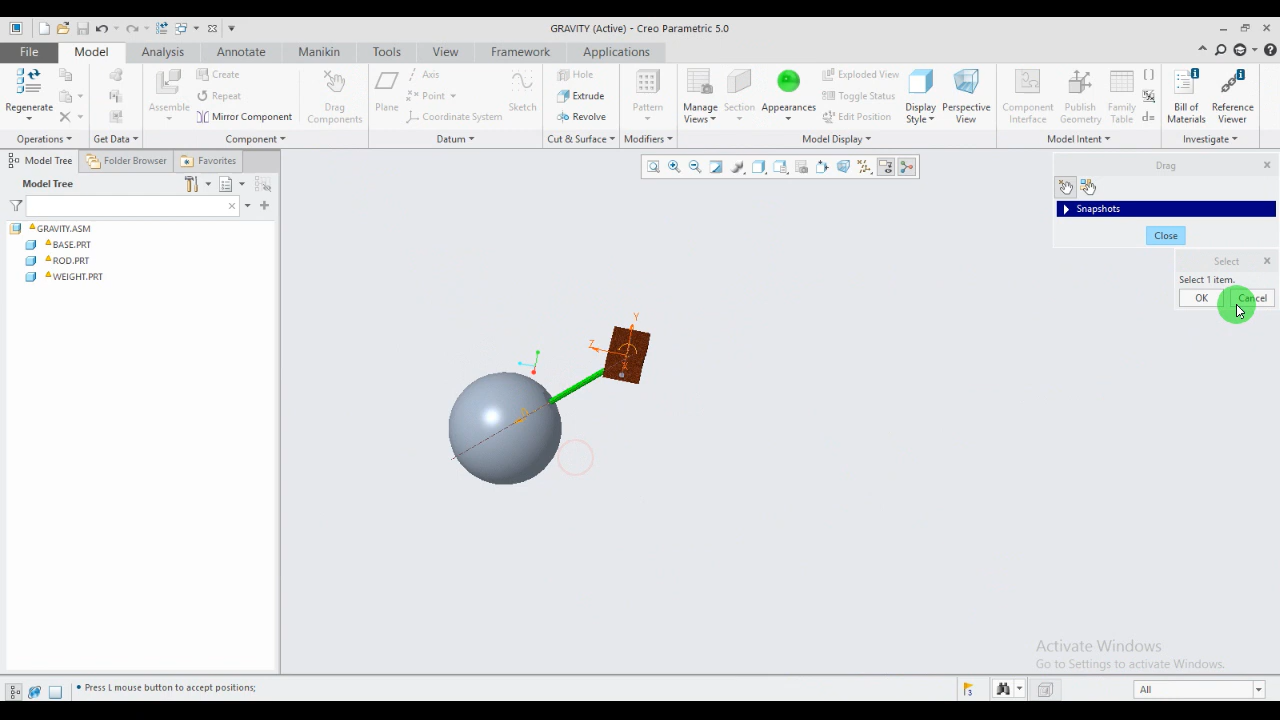 GRAVITY (Active) - Creo Parametric 5.0
File Model Analysis Annotate Manikin Tools View Framework Applications
Regenerate
Operations
Get Data
Assemble
Create
Repeat
Mirror Component
Drag
Components
Component
Plane
Axis
Point
Coordinate System
Sketch
Datum
Hole
Extrude
Revolve
Cut & Surface
Pattern
Modifiers
Manage
Views
Section
Appearances
Exploded View
Toggle Status
Edit Position
Display
Style
Perspective
View
Model Display
Component
Interface
Publish
Geometry
Family
Table
Model Intent
Bill of
Materials
Reference
Viewer
Investigate
Model Tree Folder Browser Favorites
Model Tree
GRAVITY.ASM
BASE.PRT
ROD.PRT
WEIGHT.PRT
Drag
Snapshots
Close
Select
Select 1 item.
OK Cancel
Y
Z
Activate Windows
Go to Settings to activate Windows.
Press L mouse button to accept positions;
3
All